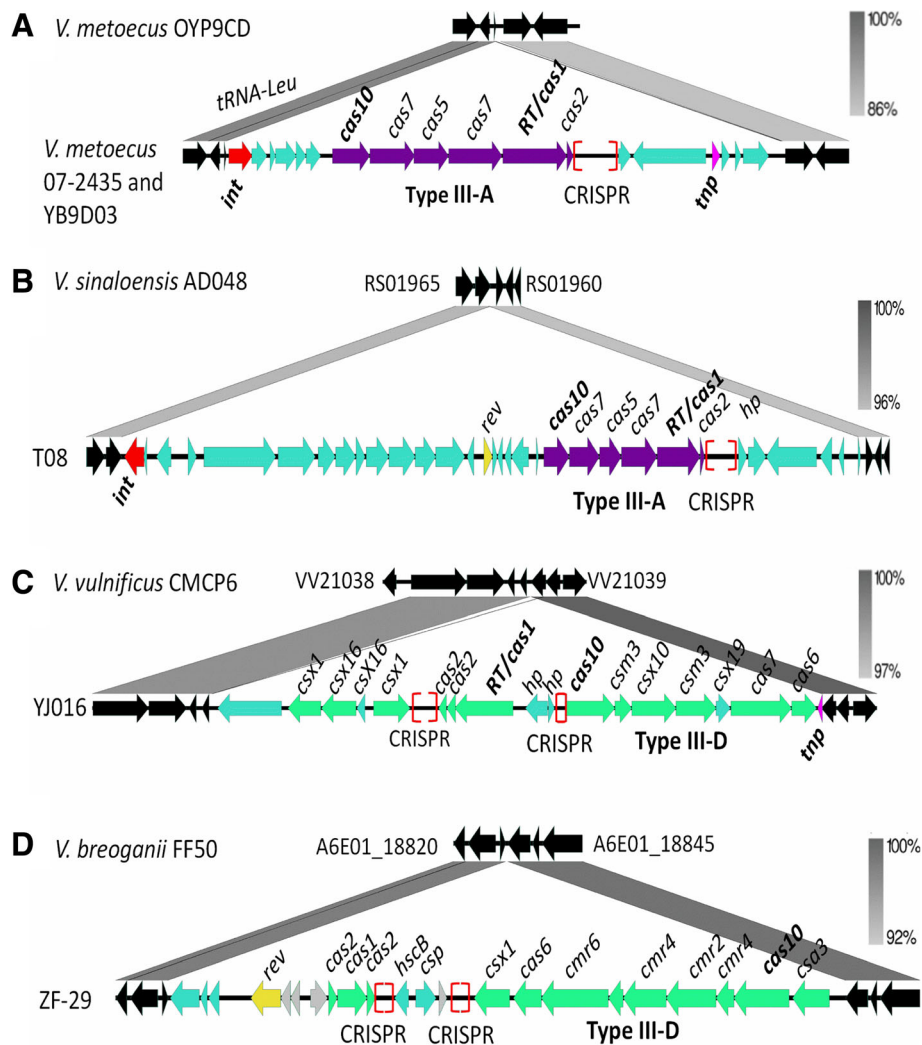 A V. metoecus OYP9CD
100%
86%
tRNA-Leu
cas10 cas7 cas5 cas7 RT/cas1 cas2
V. metoecus
07-2435 and
YB9D03
int
Type III-A
CRISPR
tnp
B V. sinaloensis AD048
RS01965
RS01960
100%
96%
rev
cas10 cas7 cas5 cas7 RT/cas1 cas2 hp
T08
int
Type III-A
CRISPR
C V. vulnificus CMCP6
VV21038
VV21039
100%
97%
csx1 csx16 csX16 csx1 cas2 cas2 RT/cas1 hp hp cas10 csm3 csx10 csm3 csx19 cas7 cas6
YJ016
CRISPR
CRISPR
Type III-D
tnp
D V. breoganii FF50
A6E01_18820
A6E01_18845
100%
92%
rev cas2 cas1 cas2 hscB csp csx1 cas6 cmr6 cmr4 cmr2 cmr4 cas10 csa3
ZF-29
CRISPR
CRISPR
Type III-D